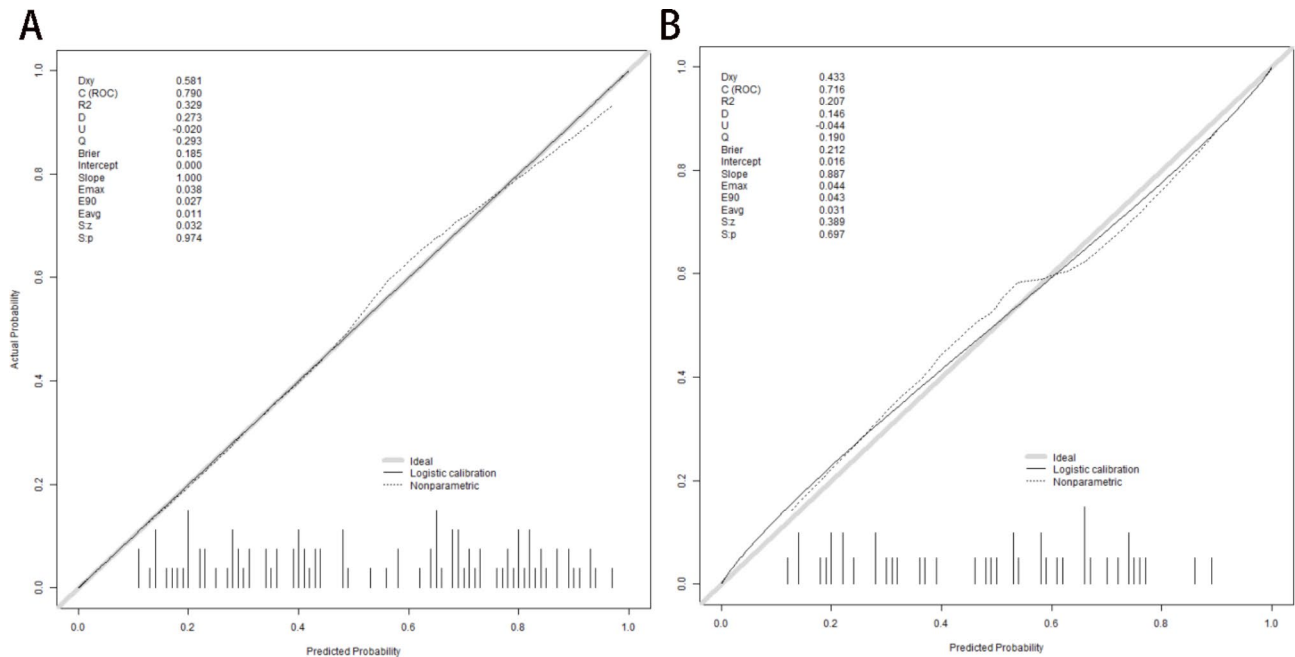 A
Dxy 0.581
C (ROC) 0.790
R2 0.329
D 0.273
U -0.020
Q 0.293
Brier 0.185
Intercept 0.000
Slope 1.000
Emax 0.038
E90 0.027
Eavg 0.011
S:z 0.032
S:p 0.974
Actual Probability
1.0
0.8
0.6
0.4
0.2
0.0
Ideal
Logistic calibration
Nonparametric
0.0 0.2 0.4 0.6 0.8 1.0
Predicted Probability
B
Dxy 0.433
C (ROC) 0.716
R2 0.207
D 0.146
U -0.044
Q 0.190
Brier 0.212
Intercept 0.016
Slope 0.887
Emax 0.044
E90 0.043
Eavg 0.031
S:z 0.389
S:p 0.697
1.0
0.8
0.6
0.4
0.2
0.0
Ideal
Logistic calibration
Nonparametric
0.0 0.2 0.4 0.6 0.8 1.0
Predicted Probability